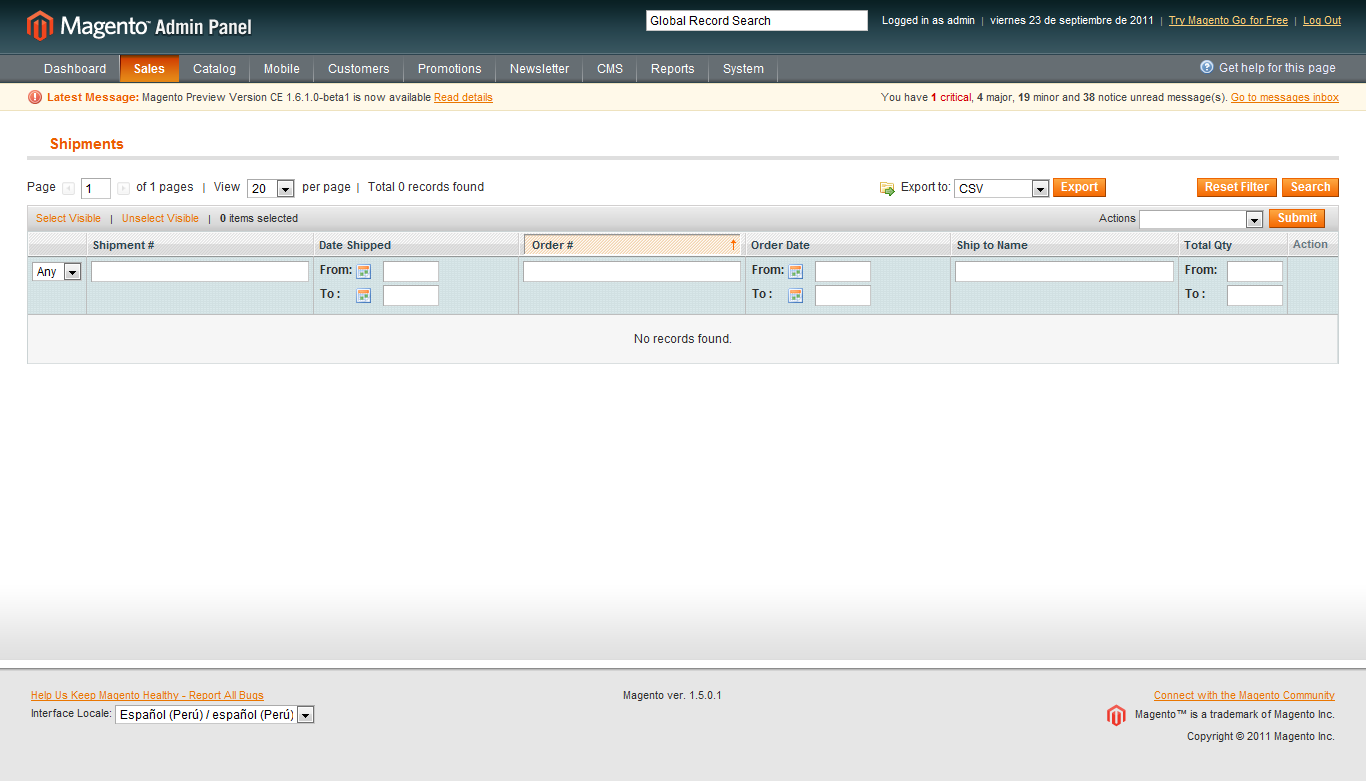 Magento™ Admin Panel
Global Record Search
Logged in as admin | viernes 23 de septiembre de 2011 | Try Magento Go for Free | Log Out
Dashboard Sales Catalog Mobile Customers Promotions Newsletter CMS Reports System
Get help for this page
Latest Message: Magento Preview Version CE 1.6.1.0-beta1 is now available Read details
You have 1 critical, 4 major, 19 minor and 38 notice unread message(s). Go to messages inbox
Shipments
Page 1 of 1 pages | View 20 per page | Total 0 records found
Export to: CSV Export
Reset Filter Search
Select Visible | Unselect Visible | 0 items selected
Actions Submit
Shipment # Date Shipped Order # Order Date Ship to Name Total Qty Action
Any From: From: From:
To : To : To :
No records found.
Help Us Keep Magento Healthy - Report All Bugs
Interface Locale: Español (Perú) / español (Perú)
Magento ver. 1.5.0.1
Connect with the Magento Community
Magento™ is a trademark of Magento Inc.
Copyright © 2011 Magento Inc.